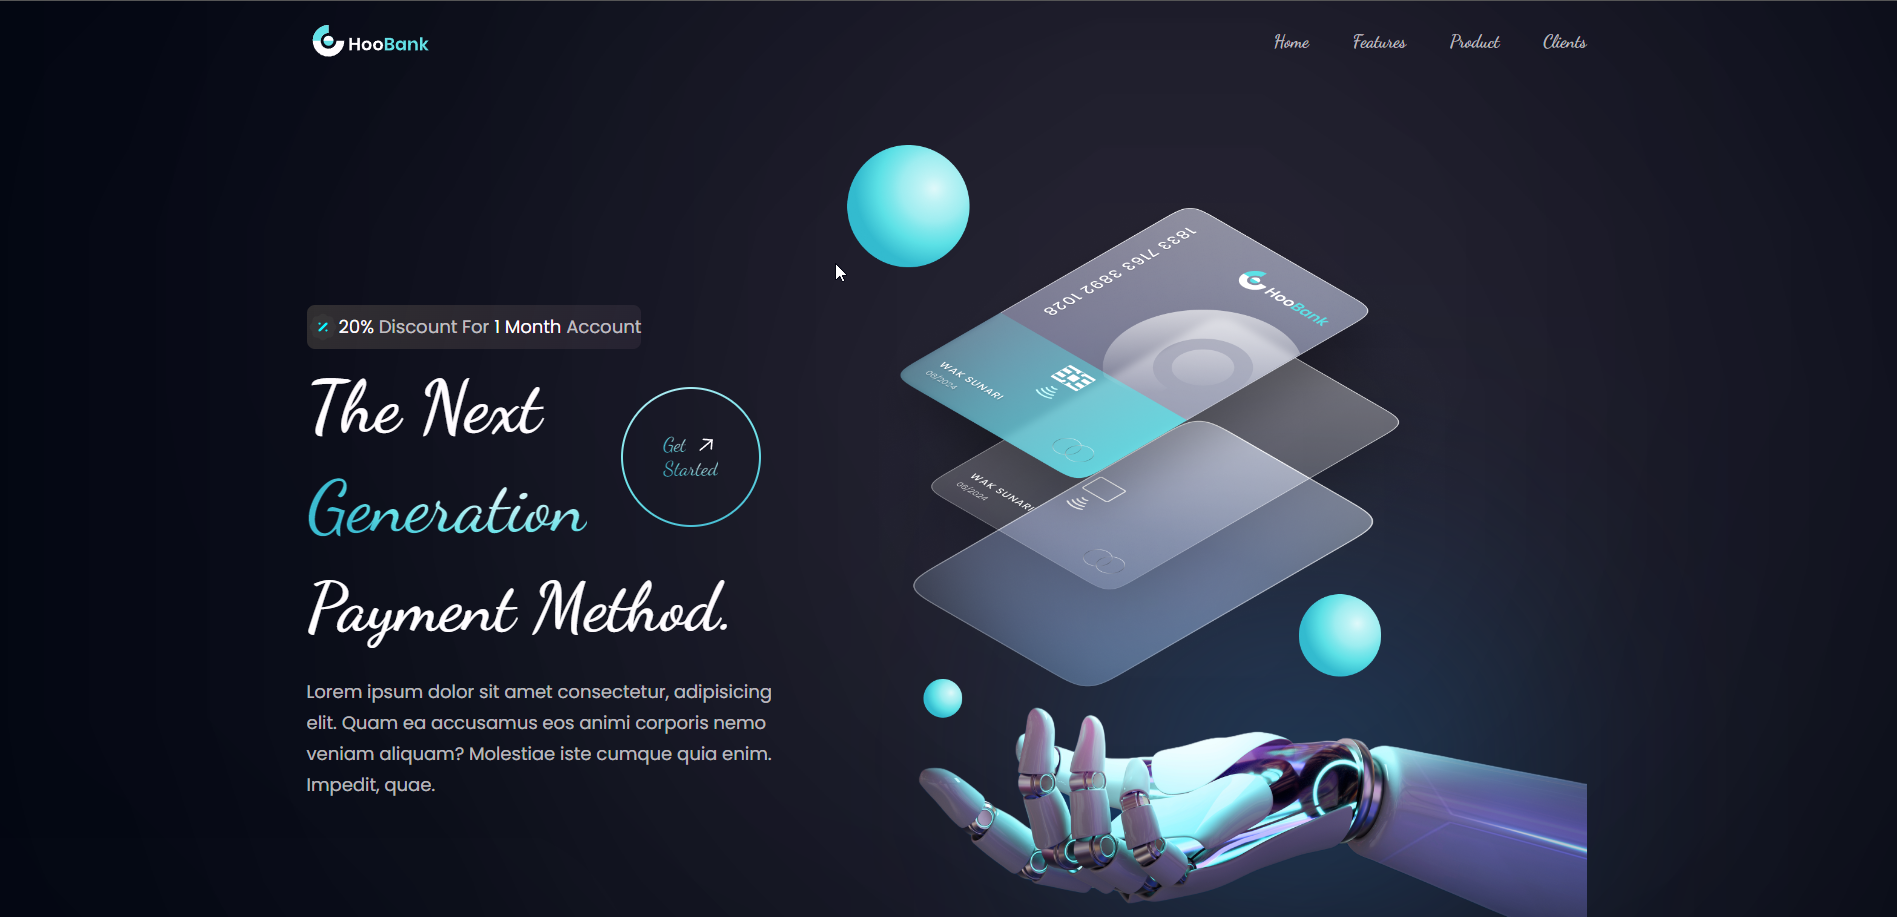 HooBank
Home Features Product Clients
20% Discount For 1 Month Account
The Next
Generation
Payment Method.
Get
Started
Lorem ipsum dolor sit amet consectetur, adipisicing
elit. Quam ea accusamus eos animi corporis nemo
veniam aliquam? Molestiae iste cumque quia enim.
Impedit, quae.
1833 7163 3892 1028
HooBank
WAK SUNARI
08/2024
WAK SUNARI
08/2024